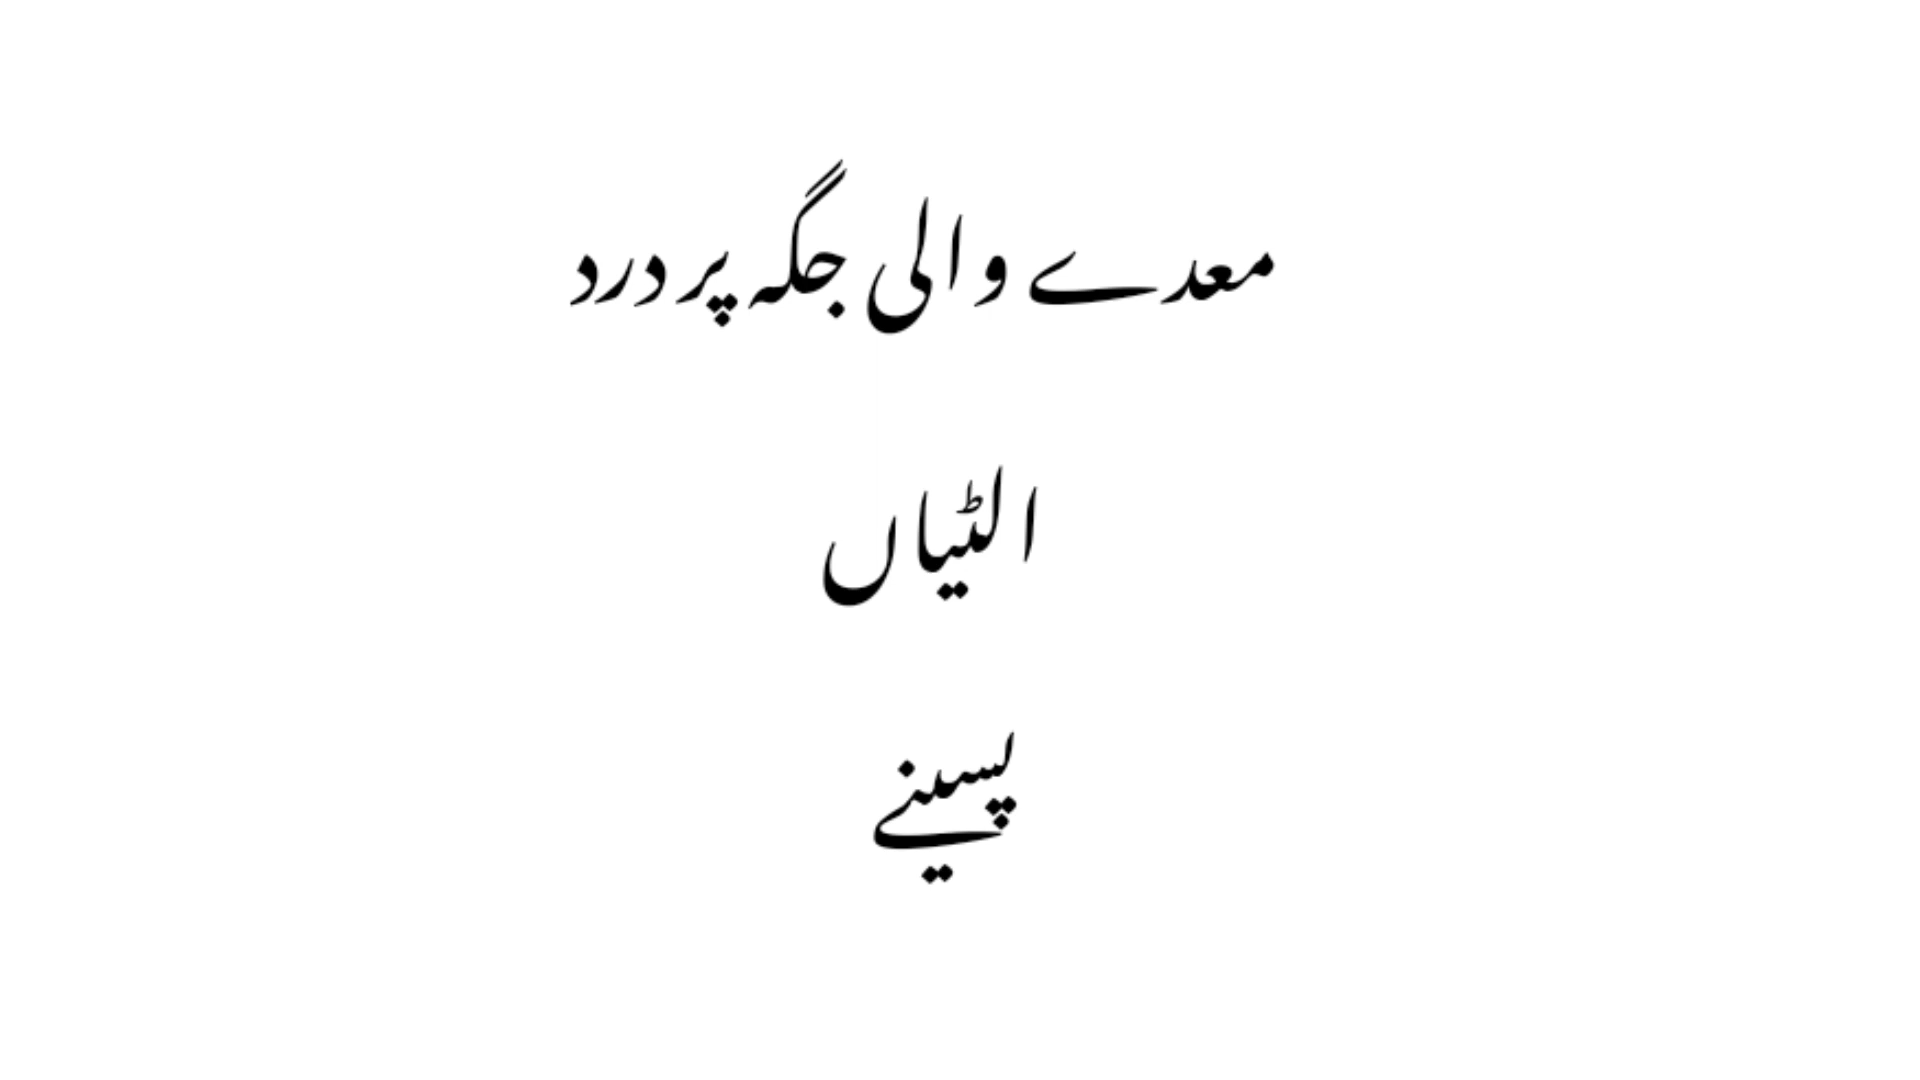 معدے والی جگہ پر درد
الٹیاں
پسینے